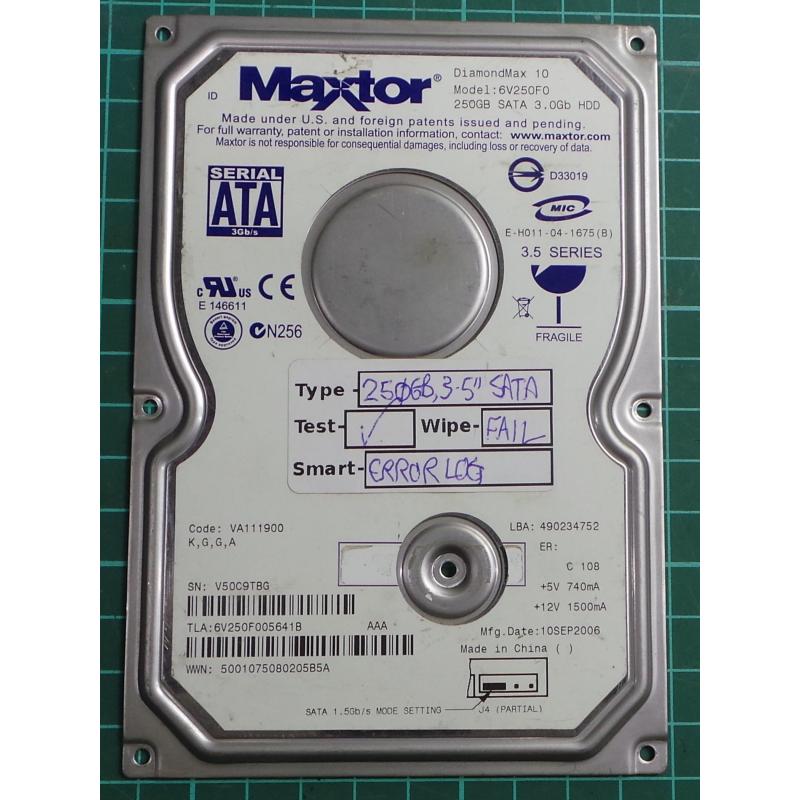 ID
Maxtor®
DiamondMax 10
Model:6V250F0
250GB SATA 3.0Gb HDD
Made under U.S. and foreign patents issued and pending.
For full warranty, patent or installation information, contact: www.maxtor.com
Maxtor is not responsible for consequential damages, including loss or recovery of data.
SERIAL
ATA
3Gb/s
D33019
MIC
E-H011-04-1675(B)
3.5 SERIES
c RU US CE
E 146611
N256
FRAGILE
Type - 250GB, 3.5" SATA
Test- ✓ Wipe- FAIL
Smart- ERROR LOG
Code: VA111900
K,G,G,A
LBA: 490234752
ER:
C 108
+5V 740mA
+12V 1500mA
SN: V50C9TBG
TLA:6V250F005641B AAA
Mfg.Date:10SEP2006
Made in China ( )
WWN: 5001075080205B5A
SATA 1.5Gb/s MODE SETTING
J4 (PARTIAL)